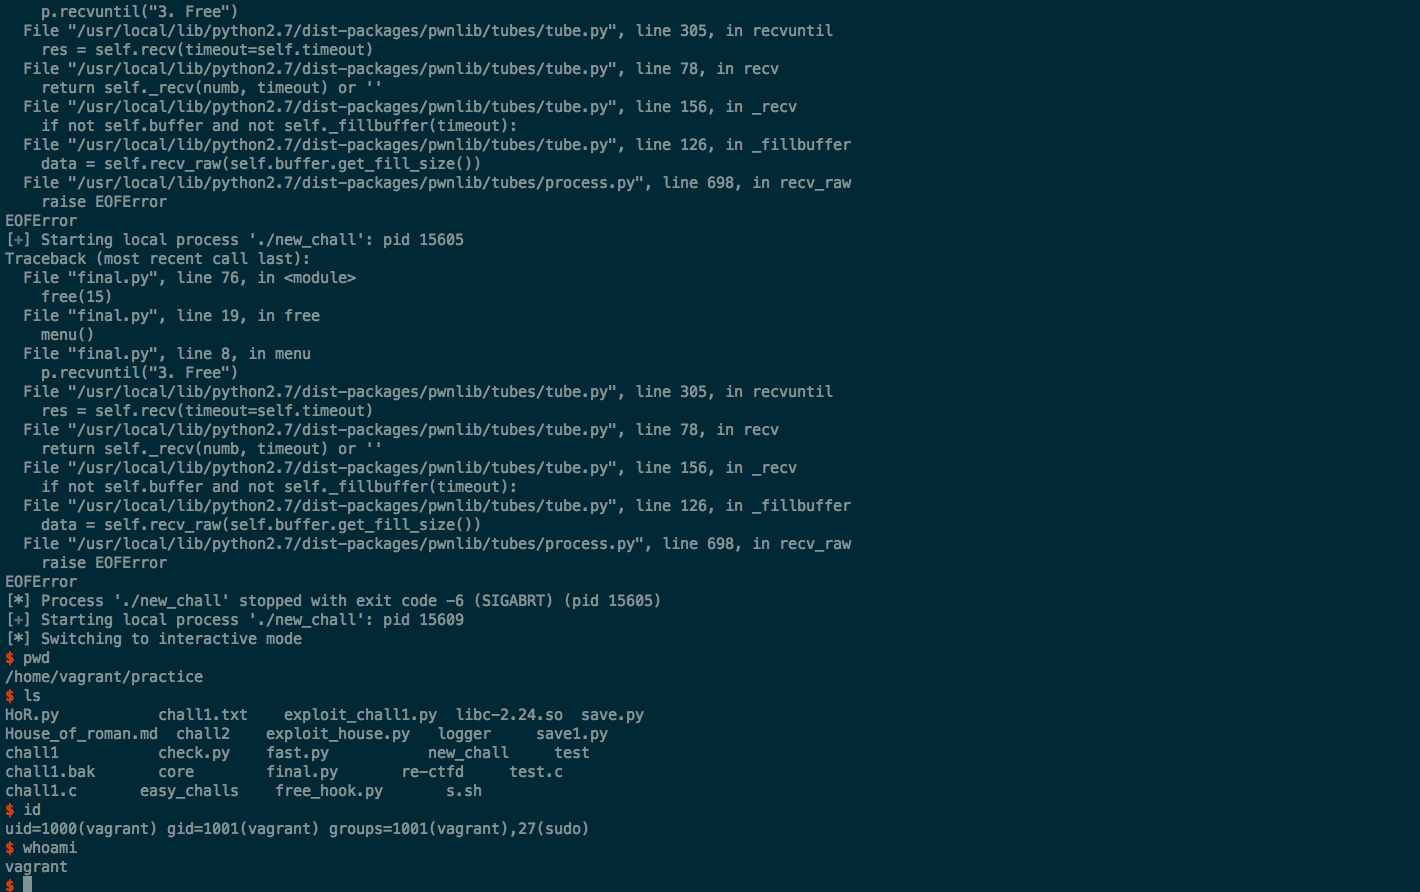 p.recvuntil("3. Free")
  File "/usr/local/lib/python2.7/dist-packages/pwnlib/tubes/tube.py", line 305, in recvuntil
    res = self.recv(timeout=self.timeout)
  File "/usr/local/lib/python2.7/dist-packages/pwnlib/tubes/tube.py", line 78, in recv
    return self._recv(numb, timeout) or ''
  File "/usr/local/lib/python2.7/dist-packages/pwnlib/tubes/tube.py", line 156, in _recv
    if not self.buffer and not self._fillbuffer(timeout):
  File "/usr/local/lib/python2.7/dist-packages/pwnlib/tubes/tube.py", line 126, in _fillbuffer
    data = self.recv_raw(self.buffer.get_fill_size())
  File "/usr/local/lib/python2.7/dist-packages/pwnlib/tubes/process.py", line 698, in recv_raw
    raise EOFError
EOFError
[+] Starting local process './new_chall': pid 15605
Traceback (most recent call last):
  File "final.py", line 76, in <module>
    free(15)
  File "final.py", line 19, in free
    menu()
  File "final.py", line 8, in menu
    p.recvuntil("3. Free")
  File "/usr/local/lib/python2.7/dist-packages/pwnlib/tubes/tube.py", line 305, in recvuntil
    res = self.recv(timeout=self.timeout)
  File "/usr/local/lib/python2.7/dist-packages/pwnlib/tubes/tube.py", line 78, in recv
    return self._recv(numb, timeout) or ''
  File "/usr/local/lib/python2.7/dist-packages/pwnlib/tubes/tube.py", line 156, in _recv
    if not self.buffer and not self._fillbuffer(timeout):
  File "/usr/local/lib/python2.7/dist-packages/pwnlib/tubes/tube.py", line 126, in _fillbuffer
    data = self.recv_raw(self.buffer.get_fill_size())
  File "/usr/local/lib/python2.7/dist-packages/pwnlib/tubes/process.py", line 698, in recv_raw
    raise EOFError
EOFError
[*] Process './new_chall' stopped with exit code -6 (SIGABRT) (pid 15605)
[+] Starting local process './new_chall': pid 15609
[*] Switching to interactive mode
$ pwd
/home/vagrant/practice
$ ls
HoR.py           chall1.txt    exploit_chall1.py  libc-2.24.so  save.py
House_of_roman.md  chall2    exploit_house.py   logger     save1.py
chall1           check.py    fast.py           new_chall     test
chall1.bak       core        final.py        re-ctfd     test.c
chall1.c       easy_challs    free_hook.py       s.sh
$ id
uid=1000(vagrant) gid=1001(vagrant) groups=1001(vagrant),27(sudo)
$ whoami
vagrant
$